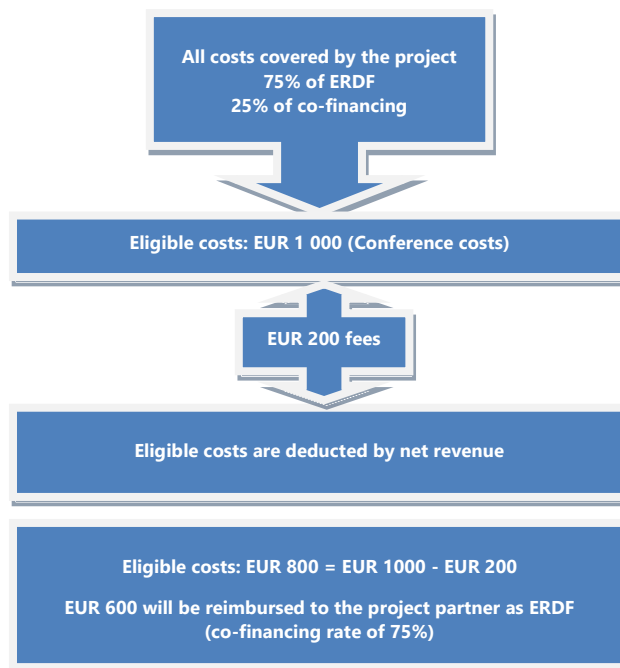 All costs covered by the project
75% of ERDF
25% of co-financing
Eligible costs: EUR 1 000 (Conference costs)
EUR 200 fees
Eligible costs are deducted by net revenue
Eligible costs: EUR 800 = EUR 1000 - EUR 200
EUR 600 will be reimbursed to the project partner as ERDF
(co-financing rate of 75%)